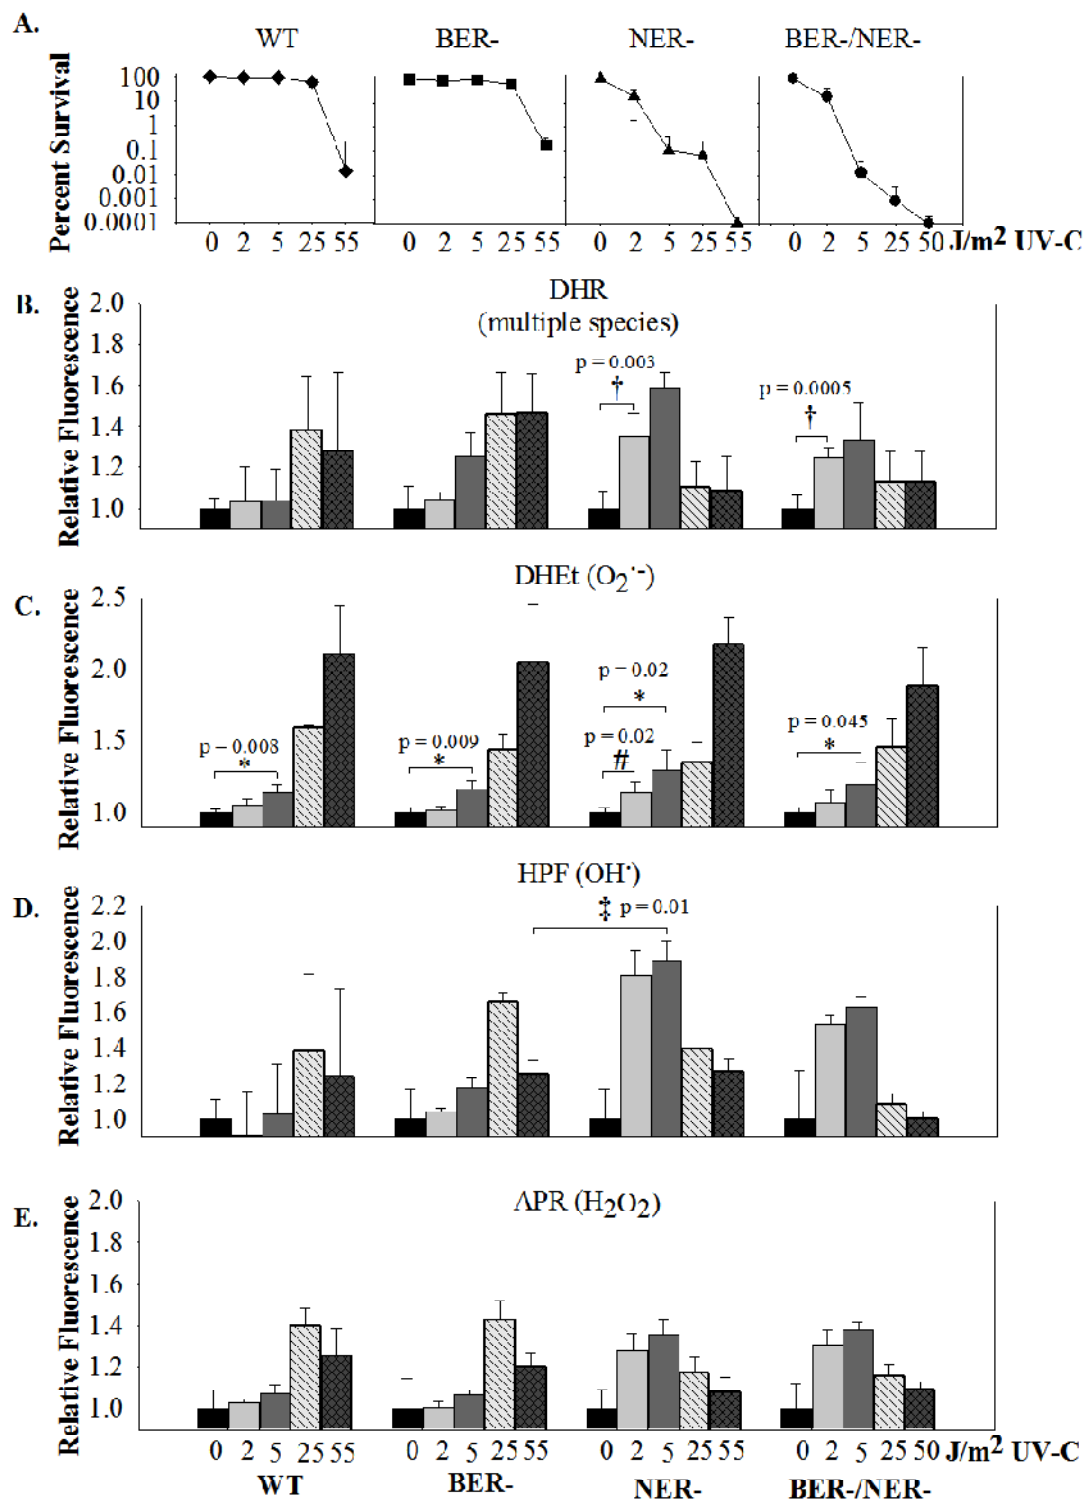 A.
WT BER- NER- BER-/NER-
Percent Survival
100
10
1
0.1
0.01
0.001
0.0001
0 2 5 25 55 0 2 5 25 55 0 2 5 25 55 0 2 5 25 50 J/m2 UV-C
B.
DHR
(multiple species)
Relative Fluorescence
2.0
1.8
1.6
1.4
1.2
1.0
p = 0.003
†
p = 0.0005
†
C.
DHEt (O2·-)
Relative Fluorescence
2.5
2.0
1.5
1.0
p = 0.008
*
p = 0.009
*
p = 0.02
*
p = 0.02
#
p = 0.045
*
D.
HPF (OH·)
Relative Fluorescence
2.2
2.0
1.8
1.6
1.4
1.2
1.0
‡ p = 0.01
E.
APR (H2O2)
Relative Fluorescence
2.0
1.8
1.6
1.4
1.2
1.0
0 2 5 25 55 0 2 5 25 55 0 2 5 25 55 0 2 5 25 50 J/m2 UV-C
WT BER- NER- BER-/NER-